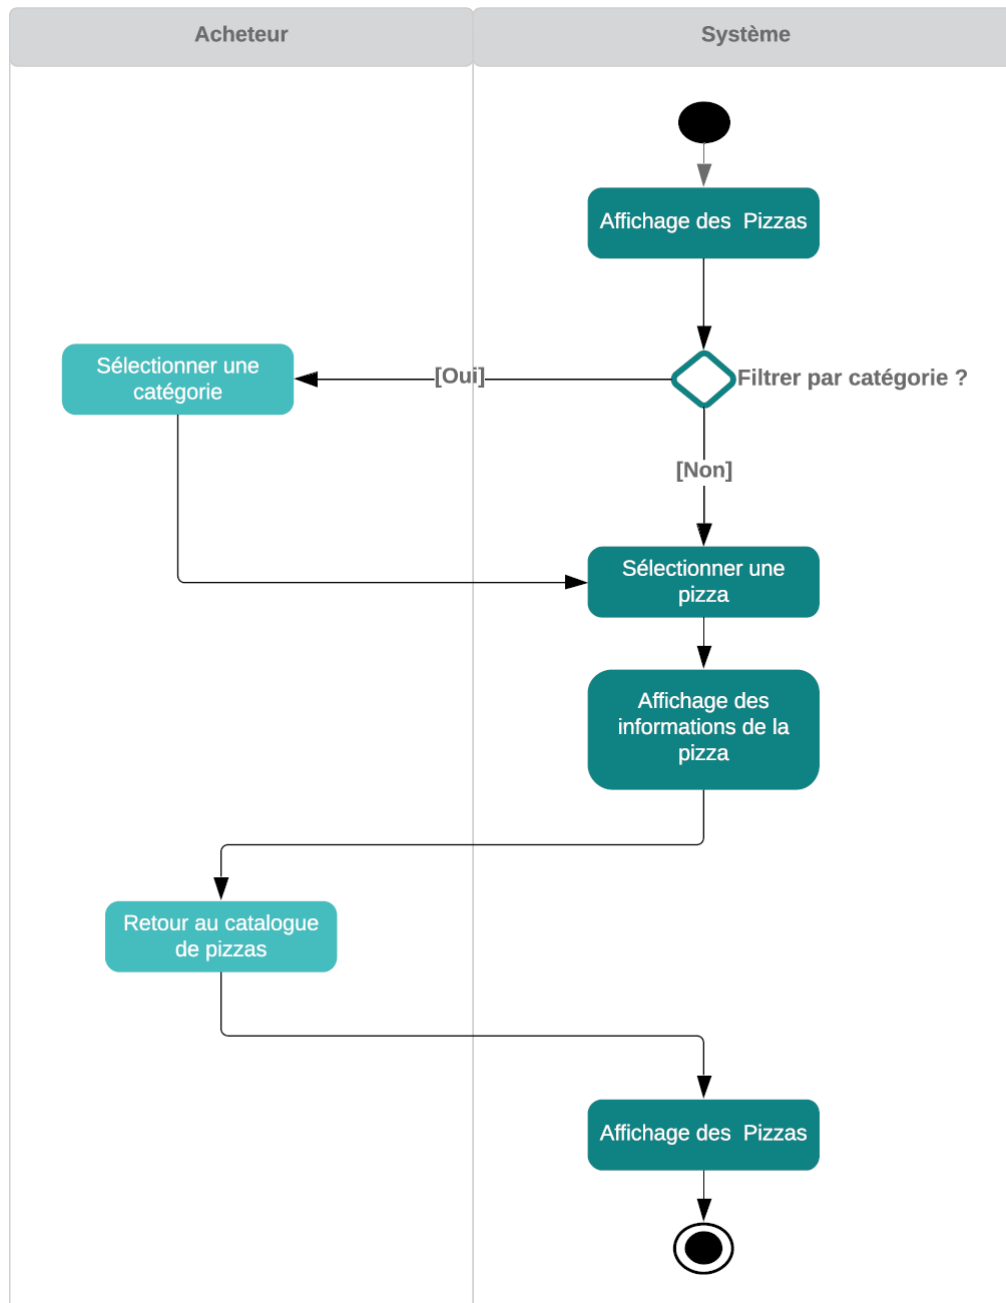 Acheteur
Système
Affichage des  Pizzas
Sélectionner une
catégorie
[Oui]
Filtrer par catégorie ?
[Non]
Sélectionner une
pizza
Affichage des
informations de la
pizza
Retour au catalogue
de pizzas
Affichage des  Pizzas